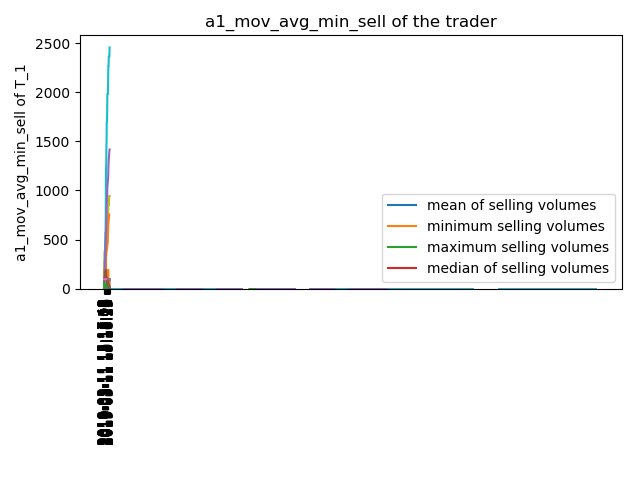 a1_mov_avg_min_sell of the trader
a1_mov_avg_min_sell of T_1
2500
2000
1500
1000
500
0
mean of selling volumes
minimum selling volumes
maximum selling volumes
median of selling volumes